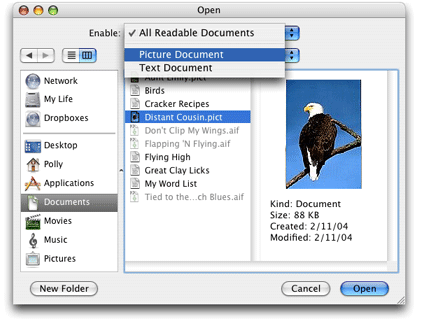 Open
Enable:
✓ All Readable Documents
Picture Document
Text Document
Network
My Life
Dropboxes
Desktop
Polly
Applications
Documents
Movies
Music
Pictures
Aunt Emily.pict
Birds
Cracker Recipes
Distant Cousin.pict
Don't Clip My Wings.aif
Flapping 'N Flying.aif
Flying High
Great Clay Licks
My Word List
Tied to the...ch Blues.aif
Kind: Document
Size: 88 KB
Created: 2/11/04
Modified: 2/11/04
New Folder
Cancel
Open